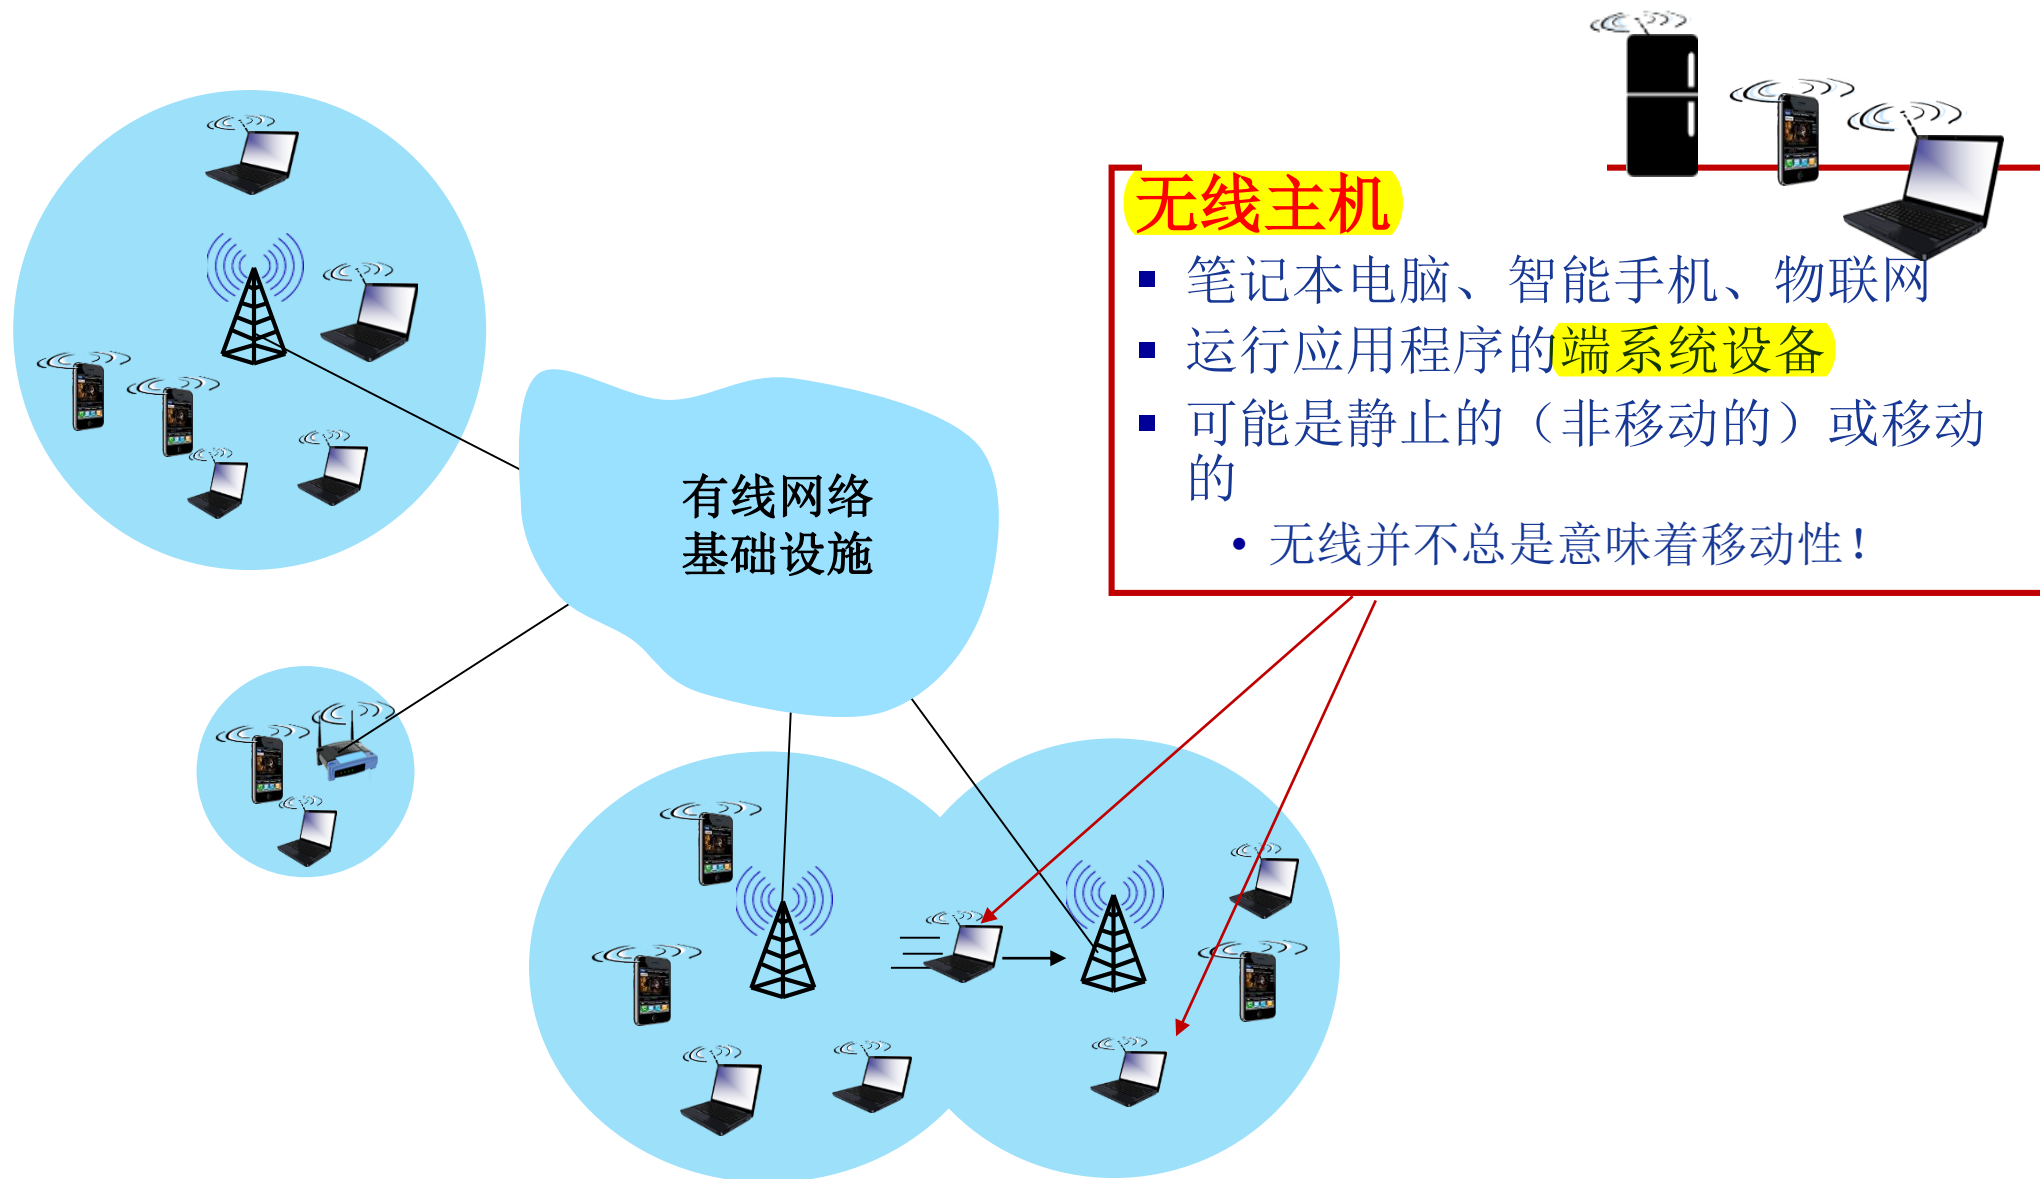 无线主机
笔记本电脑、智能手机、物联网
运行应用程序的端系统设备
可能是静止的（非移动的）或移动
的
无线并不总是意味着移动性！
有线网络
基础设施